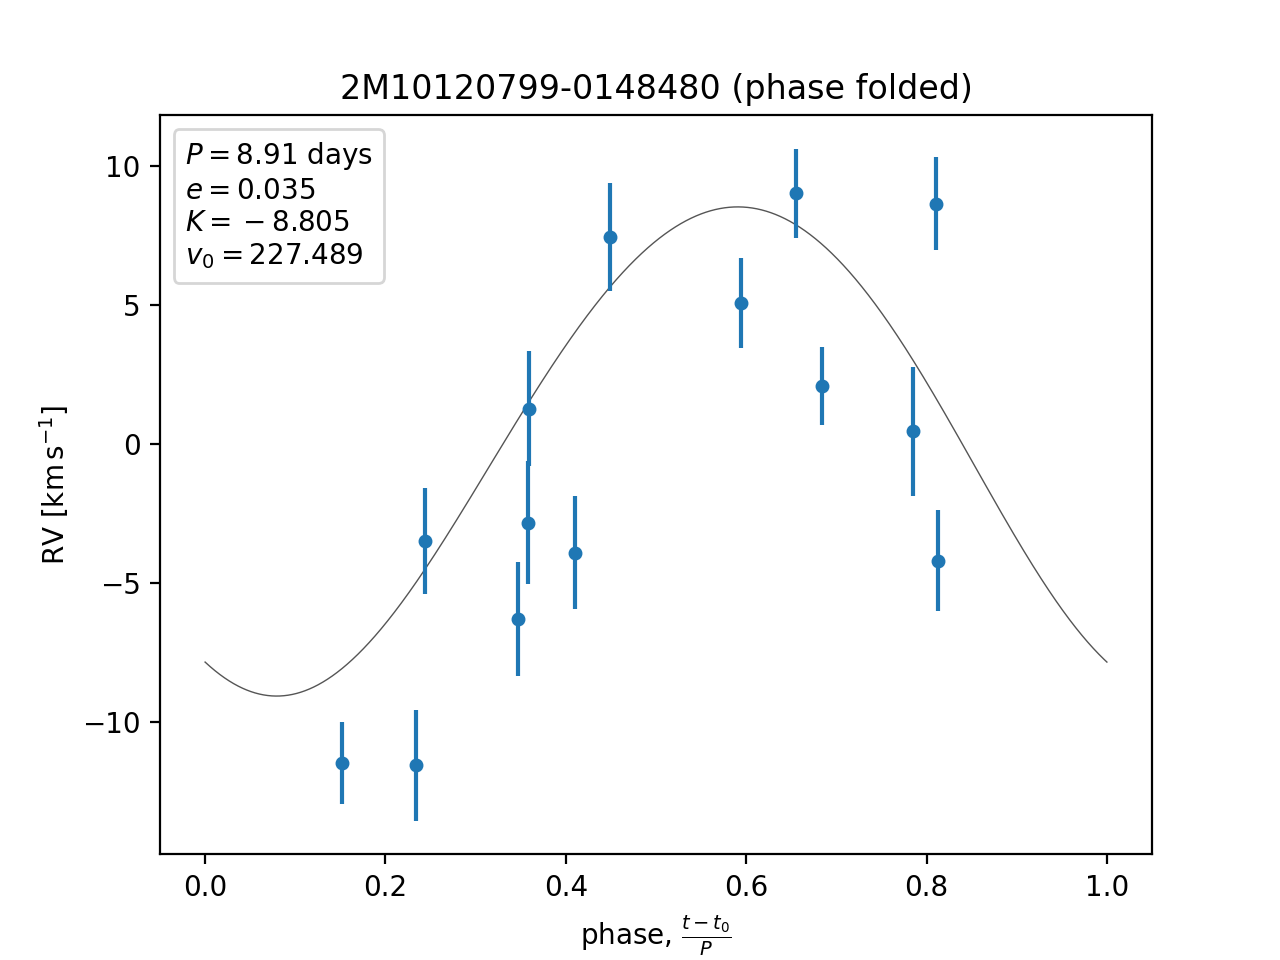 2M10120799-0148480 (phase folded)
P = 8.91 days
e = 0.035
K = −8.805
v₀ = 227.489
10
5
0
−5
−10
RV [km s⁻¹]
0.0 0.2 0.4 0.6 0.8 1.0
phase, (t − t₀)/P